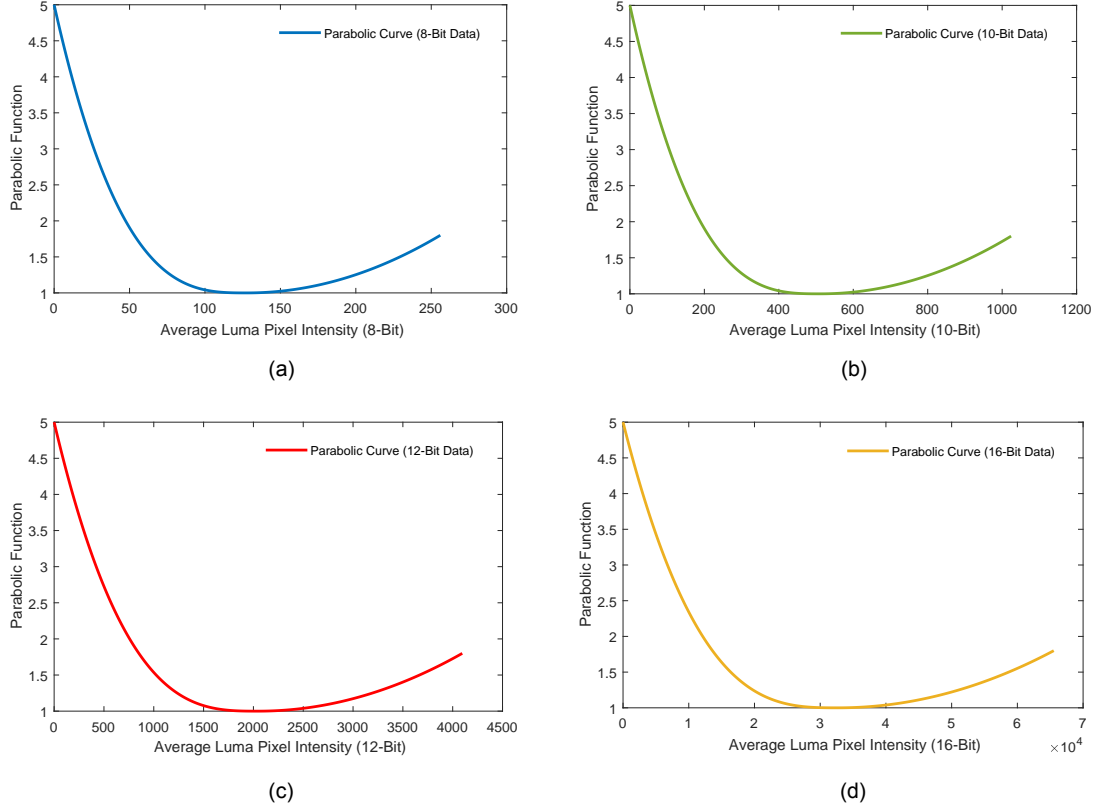 5
4.5
4
3.5
3
2.5
2
1.5
1
Parabolic Function
Parabolic Curve (8-Bit Data)
0 50 100 150 200 250 300
Average Luma Pixel Intensity (8-Bit)
(a)
5
4.5
4
3.5
3
2.5
2
1.5
1
Parabolic Function
Parabolic Curve (10-Bit Data)
0 200 400 600 800 1000 1200
Average Luma Pixel Intensity (10-Bit)
(b)
5
4.5
4
3.5
3
2.5
2
1.5
1
Parabolic Function
Parabolic Curve (12-Bit Data)
0 500 1000 1500 2000 2500 3000 3500 4000 4500
Average Luma Pixel Intensity (12-Bit)
(c)
5
4.5
4
3.5
3
2.5
2
1.5
1
Parabolic Function
Parabolic Curve (16-Bit Data)
0 1 2 3 4 5 6 7
Average Luma Pixel Intensity (16-Bit)
×10⁴
(d)